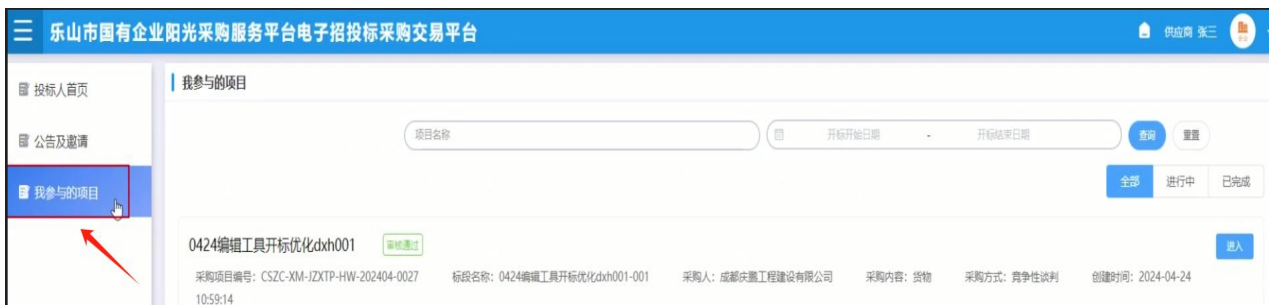 乐山市国有企业阳光采购服务平台电子招投标采购交易平台
供应商 张三
投标人首页
公告及邀请
我参与的项目
我参与的项目
项目名称
开标开始日期 - 开标结束日期
查询 重置
全部 进行中 已完成
0424编辑工具开标优化dxh001 审核通过
进入
采购项目编号：CSZC-XM-JZXTP-HW-202404-0027 标段名称：0424编辑工具开标优化dxh001-001 采购人：成都庆鹏工程建设有限公司 采购内容：货物 采购方式：竞争性谈判 创建时间：2024-04-24
10:59:14